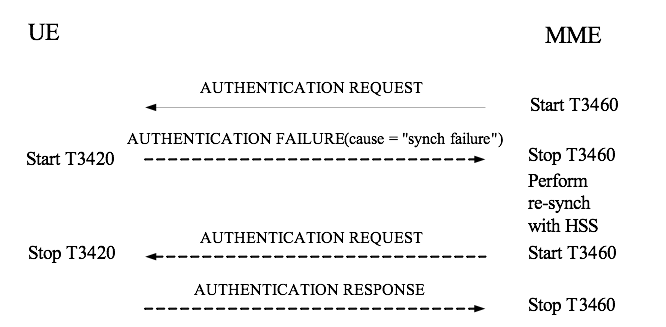 UE
MME
AUTHENTICATION REQUEST
Start T3460
AUTHENTICATION FAILURE(cause = "synch failure")
Start T3420
Stop T3460
Perform
re-synch
with HSS
AUTHENTICATION REQUEST
Stop T3420
Start T3460
AUTHENTICATION RESPONSE
Stop T3460